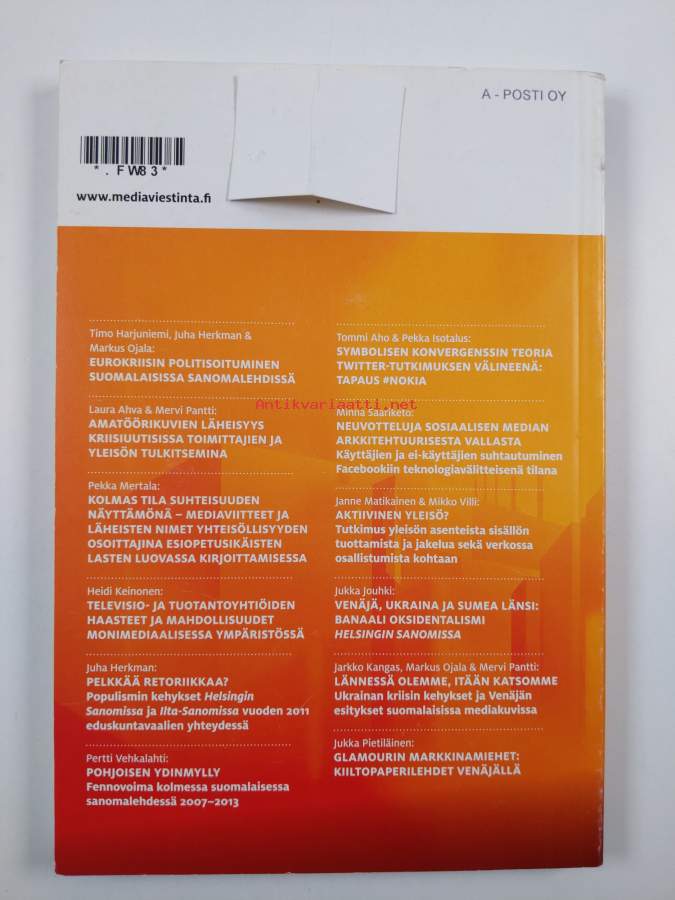 A - POSTI OY
* . F W8 3 *
www.mediaviestinta.fi
Timo Harjuniemi, Juha Herkman &
Markus Ojala:
EUROKRIISIN POLITISOITUMINEN
SUOMALAISISSA SANOMALEHDISSÄ
Laura Ahva & Mervi Pantti:
AMATÖÖRIKUVIEN LÄHEISYYS
KRIISIUUTISISSA TOIMITTAJIEN JA
YLEISÖN TULKITSEMINA
Pekka Mertala:
KOLMAS TILA SUHTEISUUDEN
NÄYTTÄMÖNÄ – MEDIAVIITTEET JA
LÄHEISTEN NIMET YHTEISÖLLISYYDEN
OSOITTAJINA ESIOPETUSIKÄISTEN
LASTEN LUOVASSA KIRJOITTAMISESSA
Heidi Keinonen:
TELEVISIO- JA TUOTANTOYHTIÖIDEN
HAASTEET JA MAHDOLLISUUDET
MONIMEDIAALISESSA YMPÄRISTÖSSÄ
Juha Herkman:
PELKKÄÄ RETORIIKKAA?
Populismin kehykset Helsingin
Sanomissa ja Ilta-Sanomissa vuoden 2011
eduskuntavaalien yhteydessä
Pertti Vehkalahti:
POHJOISEN YDINMYLLY
Fennovoima kolmessa suomalaisessa
sanomalehdessä 2007–2013
Tommi Aho & Pekka Isotalus:
SYMBOLISEN KONVERGENSSIN TEORIA
TWITTER-TUTKIMUKSEN VÄLINEENÄ:
TAPAUS #NOKIA
Antikvariaatti.net
Minna Saariketo:
NEUVOTTELUJA SOSIAALISEN MEDIAN
ARKKITEHTUURISESTA VALLASTA
Käyttäjien ja ei-käyttäjien suhtautuminen
Facebookiin teknologiavälitteisenä tilana
Janne Matikainen & Mikko Villi:
AKTIIVINEN YLEISÖ?
Tutkimus yleisön asenteista sisällön
tuottamista ja jakelua sekä verkossa
osallistumista kohtaan
Jukka Jouhki:
VENÄJÄ, UKRAINA JA SUMEA LÄNSI:
BANAALI OKSIDENTALISMI
HELSINGIN SANOMISSA
Jarkko Kangas, Markus Ojala & Mervi Pantti:
LÄNNESSÄ OLEMME, ITÄÄN KATSOMME
Ukrainan kriisin kehykset ja Venäjän
esitykset suomalaisissa mediakuvissa
Jukka Pietiläinen:
GLAMOURIN MARKKINAMIEHET:
KIILTOPAPERILEHDET VENÄJÄLLÄ